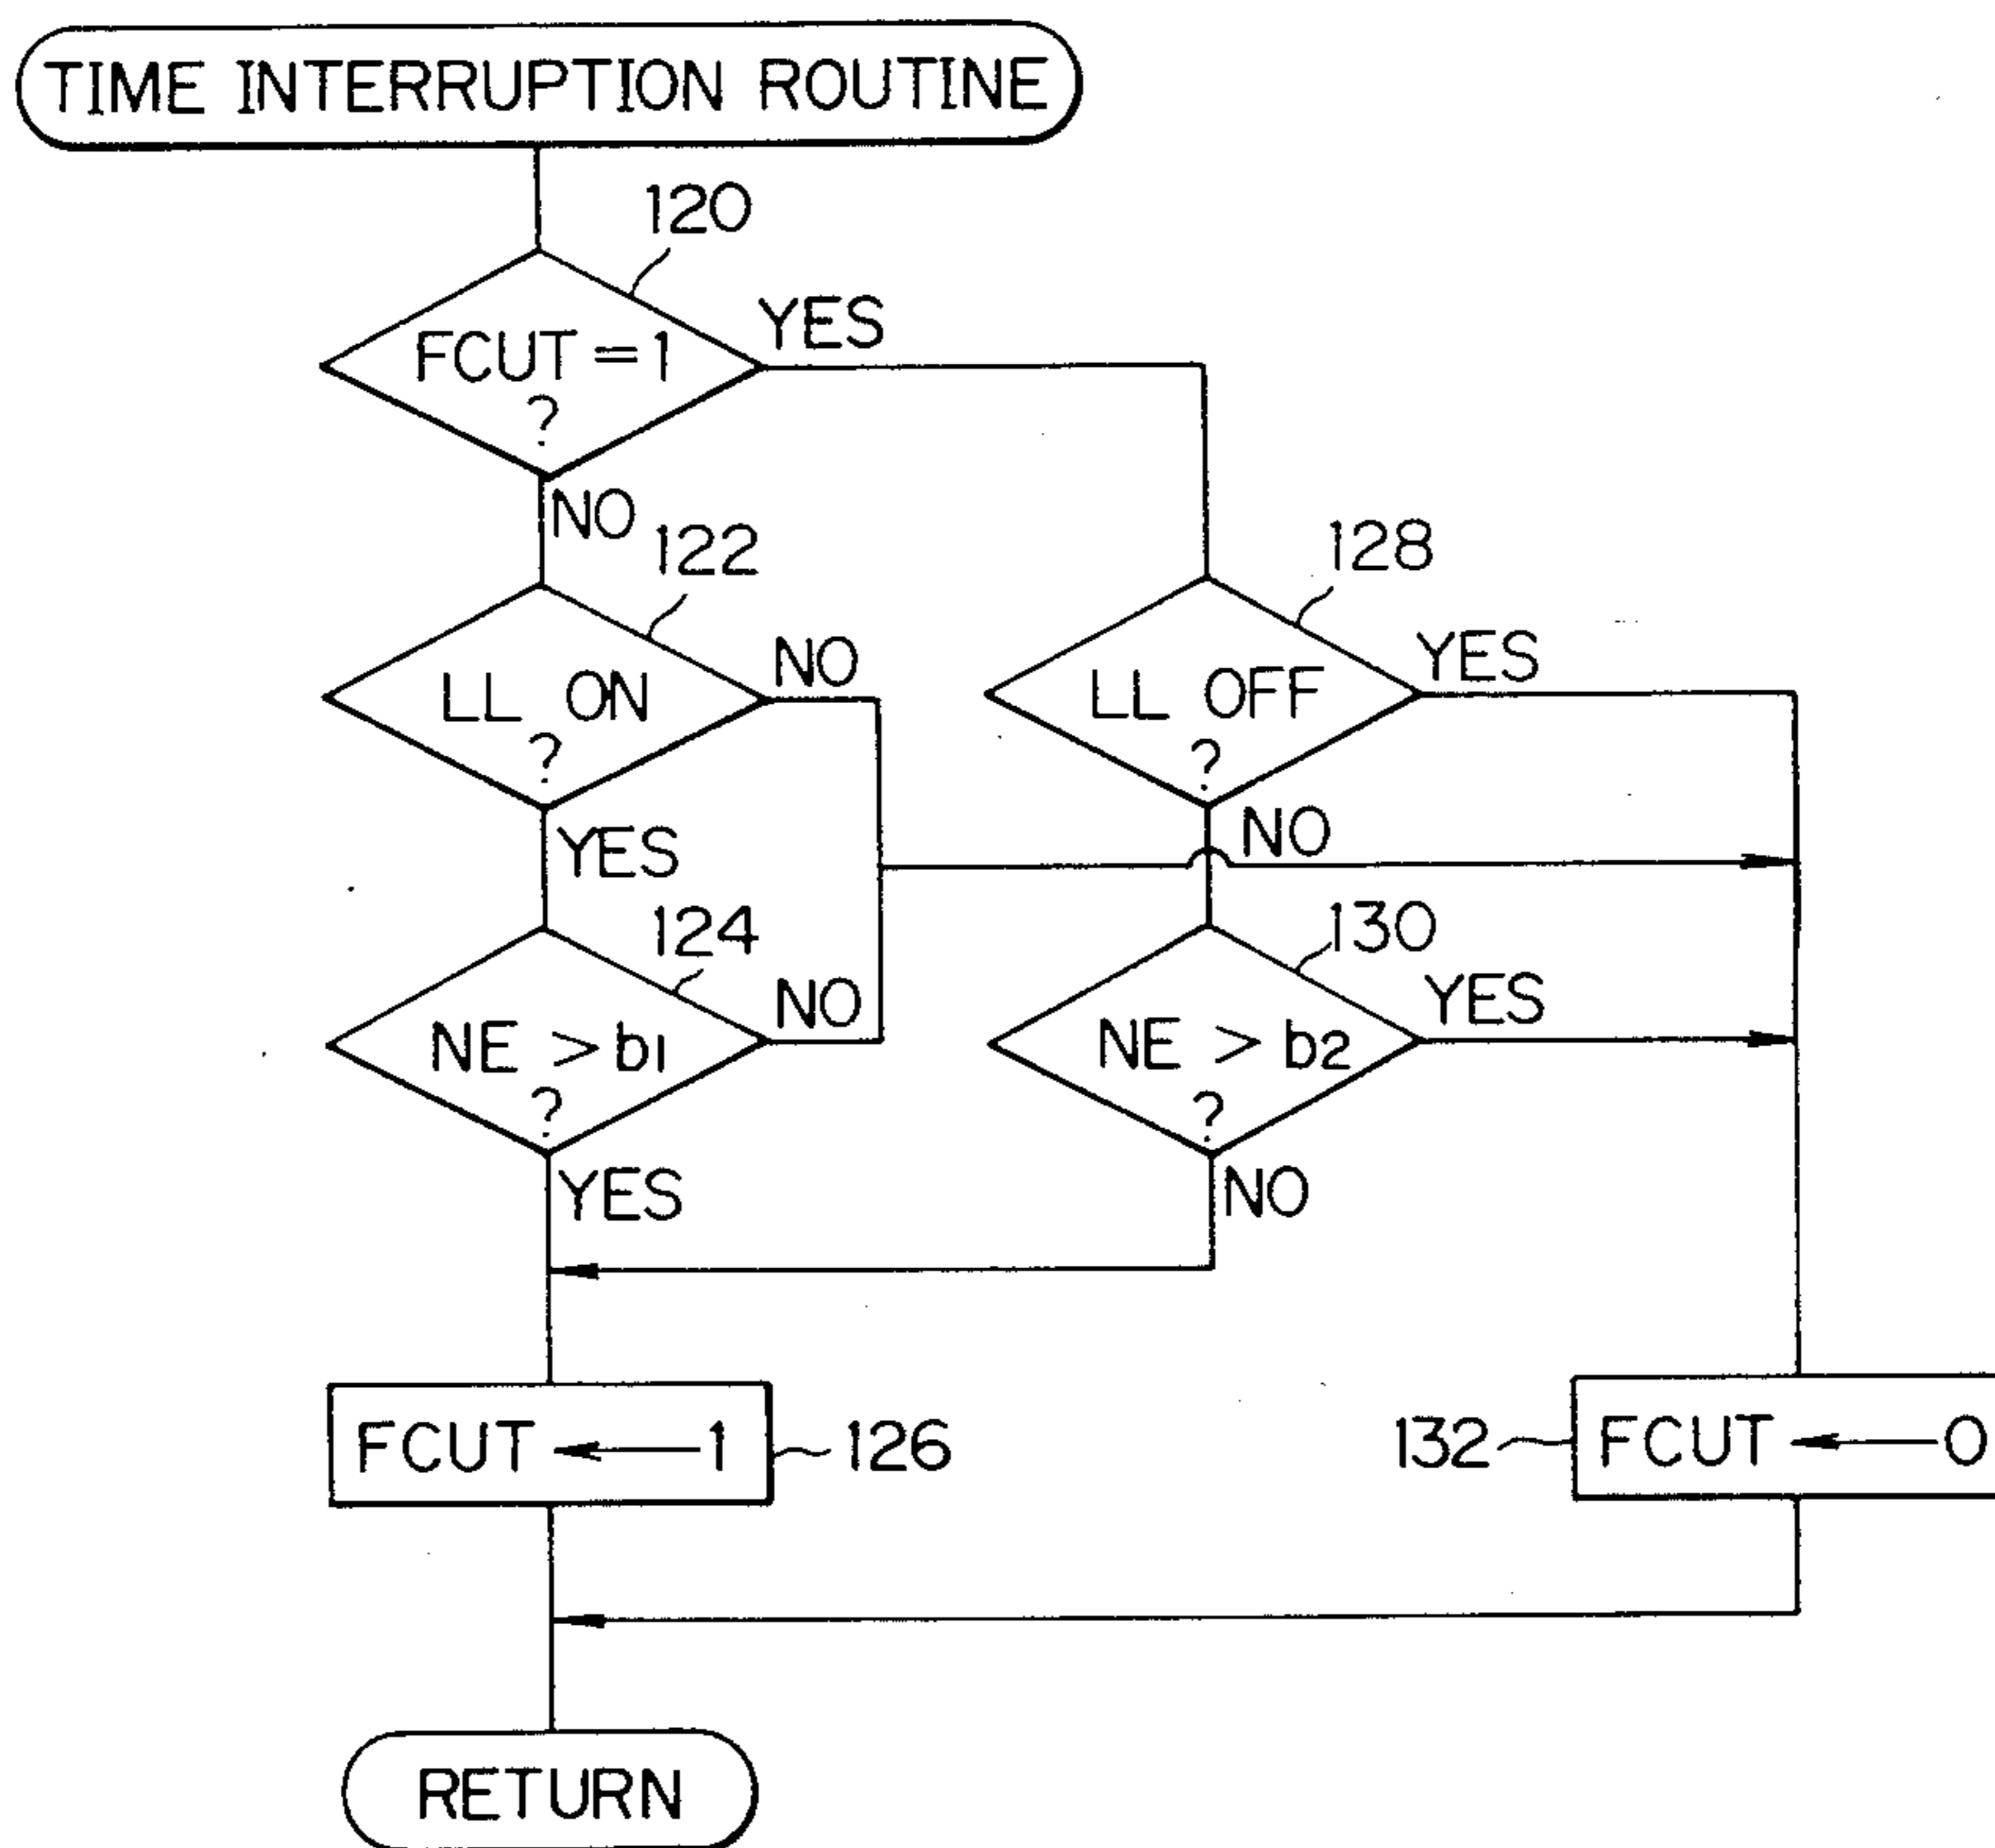 TIME INTERRUPTION ROUTINE
120
FCUT = 1
?
YES
NO
122
LL ON
?
NO
YES
128
LL OFF
?
YES
NO
124
NE > b1
?
NO
YES
130
NE > b2
?
YES
NO
FCUT ← 1
126
132
FCUT ← 0
RETURN